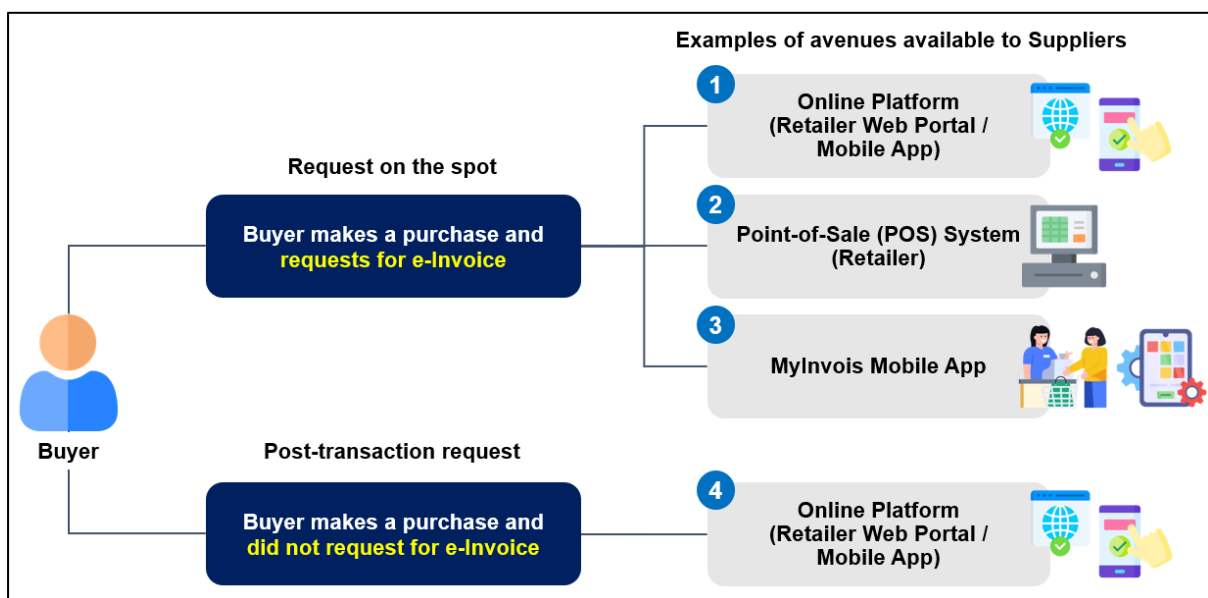 Examples of avenues available to Suppliers
1
Online Platform
(Retailer Web Portal /
Mobile App)
Request on the spot
Buyer makes a purchase and
requests for e-Invoice
2
Point-of-Sale (POS) System
(Retailer)
3
MyInvois Mobile App
Buyer
Post-transaction request
Buyer makes a purchase and
did not request for e-Invoice
4
Online Platform
(Retailer Web Portal /
Mobile App)